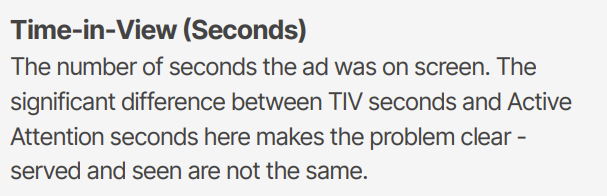 Time-in-View (Seconds)
The number of seconds the ad was on screen. The
significant difference between TIV seconds and Active
Attention seconds here makes the problem clear -
served and seen are not the same.